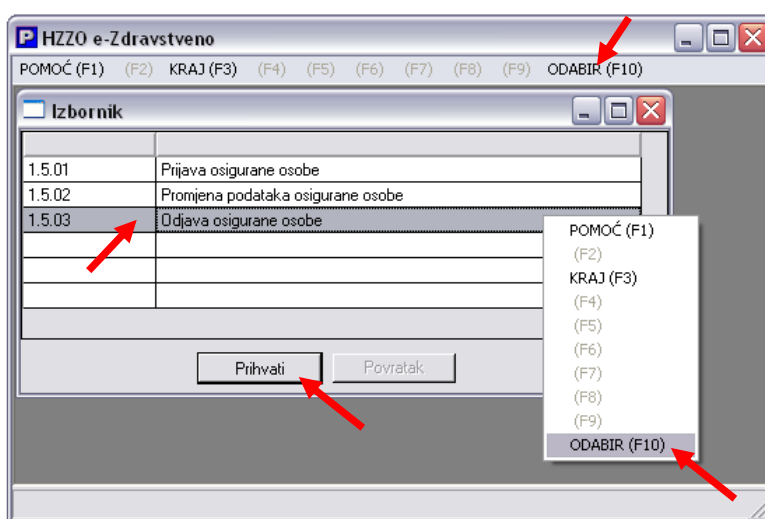 HZZO e-Zdravstveno
POMOĆ (F1) (F2) KRAJ (F3) (F4) (F5) (F6) (F7) (F8) (F9) ODABIR (F10)
Izbornik
1.5.01 Prijava osigurane osobe
1.5.02 Promjena podataka osigurane osobe
1.5.03 Odjava osigurane osobe
POMOĆ (F1)
(F2)
KRAJ (F3)
(F4)
(F5)
(F6)
(F7)
(F8)
(F9)
ODABIR (F10)
Prihvati Povratak